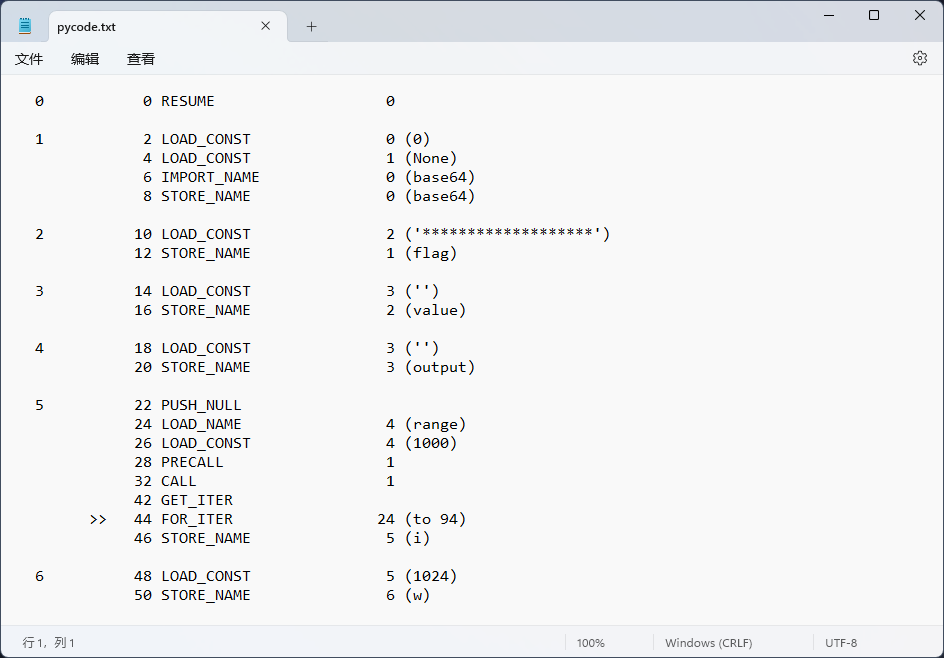 pycode.txt
文件 编辑 查看
0 0 RESUME 0
1 2 LOAD_CONST 0 (0)
4 LOAD_CONST 1 (None)
6 IMPORT_NAME 0 (base64)
8 STORE_NAME 0 (base64)
2 10 LOAD_CONST 2 ('*******************')
12 STORE_NAME 1 (flag)
3 14 LOAD_CONST 3 ('')
16 STORE_NAME 2 (value)
4 18 LOAD_CONST 3 ('')
20 STORE_NAME 3 (output)
5 22 PUSH_NULL
24 LOAD_NAME 4 (range)
26 LOAD_CONST 4 (1000)
28 PRECALL 1
32 CALL 1
42 GET_ITER
>> 44 FOR_ITER 24 (to 94)
46 STORE_NAME 5 (i)
6 48 LOAD_CONST 5 (1024)
50 STORE_NAME 6 (w)
行 1, 列 1 100% Windows (CRLF) UTF-8